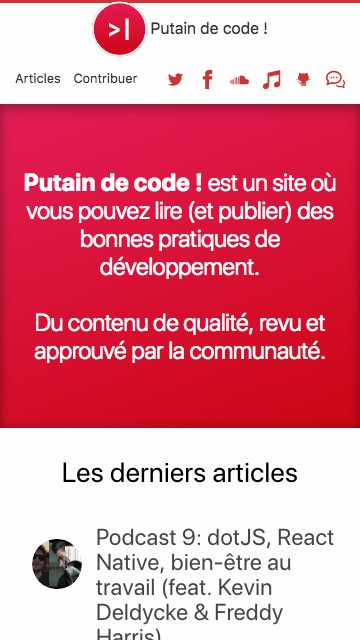 >|
Putain de code !
Articles
Contribuer
Putain de code ! est un site où
vous pouvez lire (et publier) des
bonnes pratiques de
développement.
Du contenu de qualité, revu et
approuvé par la communauté.
Les derniers articles
Podcast 9: dotJS, React
Native, bien-être au
travail (feat. Kevin
Deldycke & Freddy
Harris)